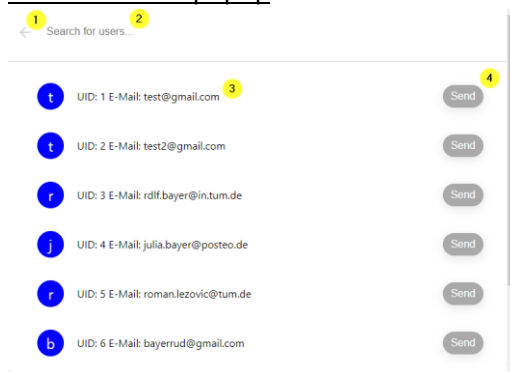 1 2
Search for users...
t UID: 1 E-Mail: test@gmail.com 3 Send 4
t UID: 2 E-Mail: test2@gmail.com Send
r UID: 3 E-Mail: rdlf.bayer@in.tum.de Send
j UID: 4 E-Mail: julia.bayer@posteo.de Send
r UID: 5 E-Mail: roman.lezovic@tum.de Send
b UID: 6 E-Mail: bayerrud@gmail.com Send